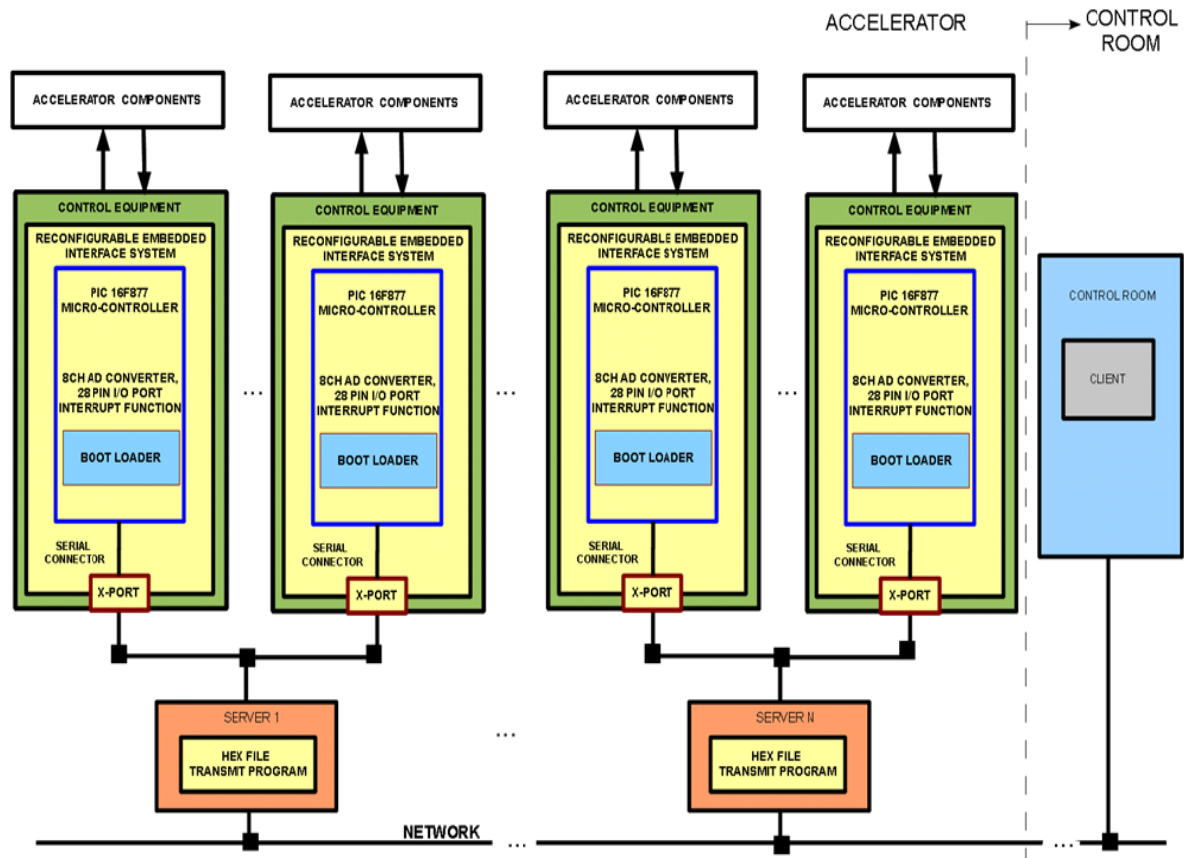 ACCELERATOR
CONTROL
ROOM
ACCELERATOR COMPONENTS
ACCELERATOR COMPONENTS
ACCELERATOR COMPONENTS
ACCELERATOR COMPONENTS
CONTROL EQUIPMENT
RECONFIGURABLE EMBEDDED
INTERFACE SYSTEM
PIC 16F877
MICRO-CONTROLLER
8CH AD CONVERTER,
28 PIN I/O PORT
INTERRUPT FUNCTION
BOOT LOADER
SERIAL
CONNECTOR
X-PORT
...
CONTROL EQUIPMENT
RECONFIGURABLE EMBEDDED
INTERFACE SYSTEM
PIC 16F877
MICRO-CONTROLLER
8CH AD CONVERTER,
28 PIN I/O PORT
INTERRUPT FUNCTION
BOOT LOADER
SERIAL
CONNECTOR
X-PORT
...
CONTROL EQUIPMENT
RECONFIGURABLE EMBEDDED
INTERFACE SYSTEM
PIC 16F877
MICRO-CONTROLLER
8CH AD CONVERTER,
28 PIN I/O PORT
INTERRUPT FUNCTION
BOOT LOADER
SERIAL
CONNECTOR
X-PORT
...
CONTROL EQUIPMENT
RECONFIGURABLE EMBEDDED
INTERFACE SYSTEM
PIC 16F877
MICRO-CONTROLLER
8CH AD CONVERTER,
28 PIN I/O PORT
INTERRUPT FUNCTION
BOOT LOADER
SERIAL
CONNECTOR
X-PORT
CONTROL ROOM
CLIENT
SERVER 1
HEX FILE
TRANSMIT PROGRAM
...
SERVER N
HEX FILE
TRANSMIT PROGRAM
NETWORK
...
...